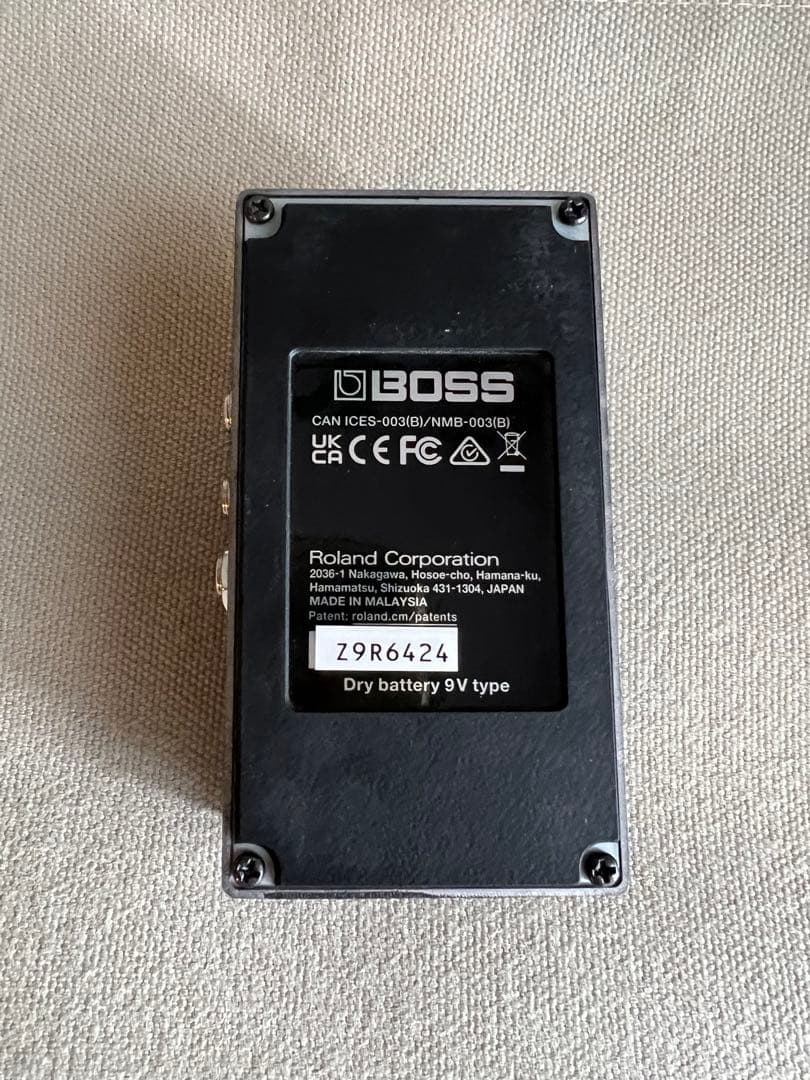 BOSS
CAN ICES-003(B)/NMB-003(B)
UK CA CE FC
Roland Corporation
2036-1 Nakagawa, Hosoe-cho, Hamana-ku,
Hamamatsu, Shizuoka 431-1304, JAPAN
MADE IN MALAYSIA
Patent: roland.cm/patents
Z9R6424
Dry battery 9V type